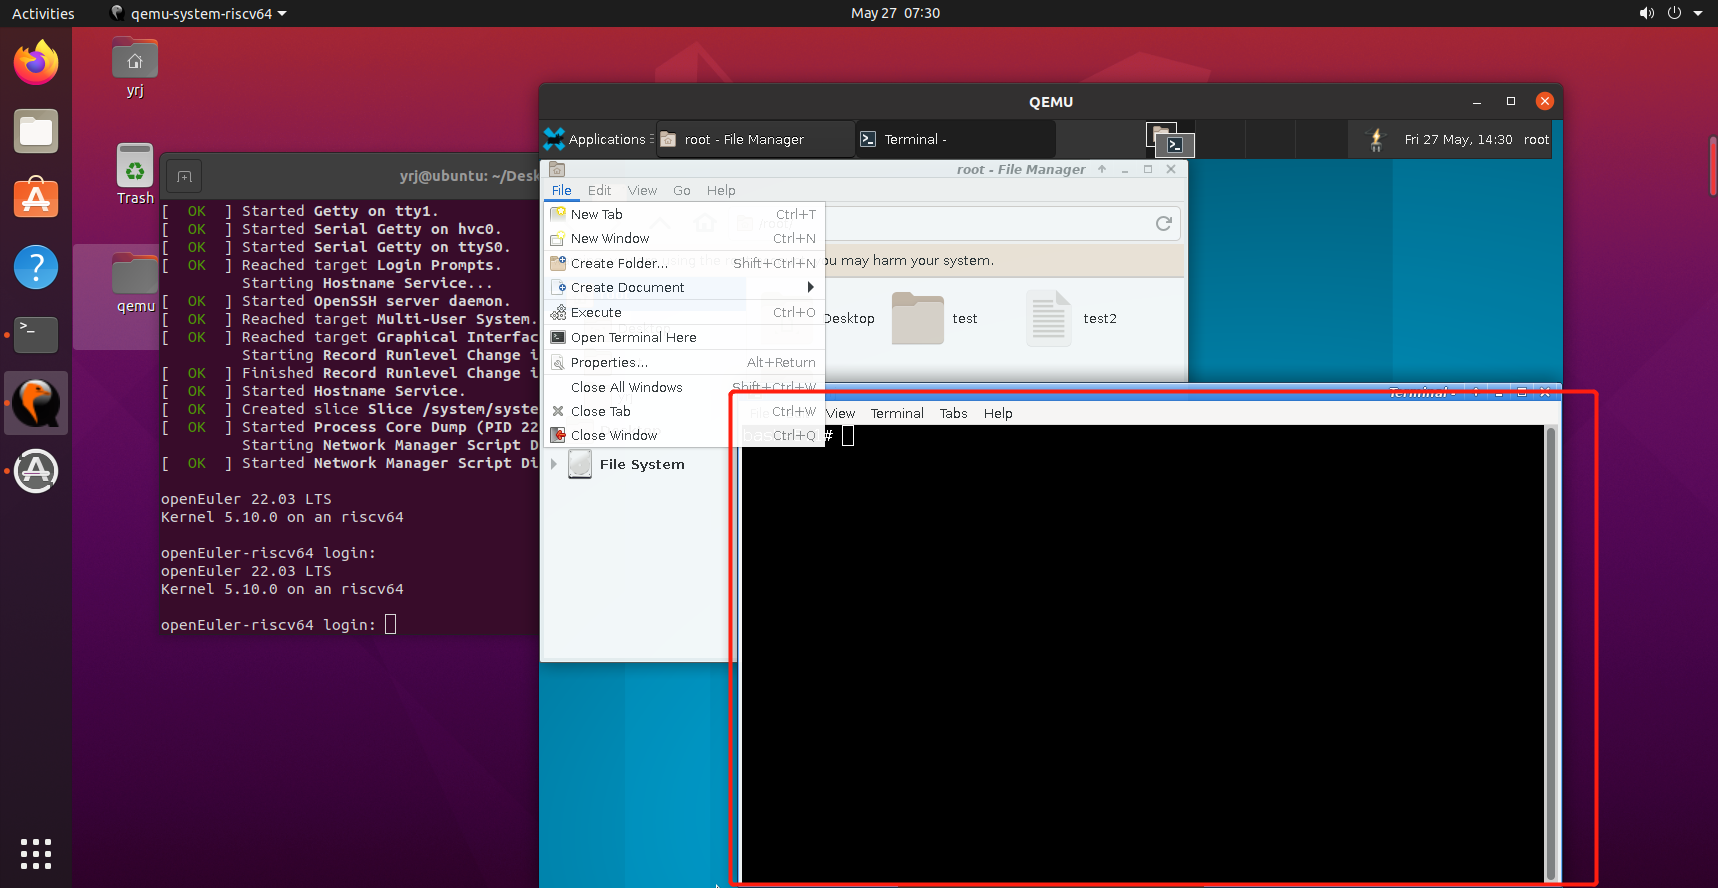 Activities
qemu-system-riscv64
May 27 07:30
yrj
Trash
qemu
yrj@ubuntu: ~/Desk
[  OK  ] Started Getty on tty1.
[  OK  ] Started Serial Getty on hvc0.
[  OK  ] Started Serial Getty on ttyS0.
[  OK  ] Reached target Login Prompts.
Starting Hostname Service...
[  OK  ] Started OpenSSH server daemon.
[  OK  ] Reached target Multi-User System.
[  OK  ] Reached target Graphical Interfac
Starting Record Runlevel Change i
[  OK  ] Finished Record Runlevel Change i
[  OK  ] Started Hostname Service.
[  OK  ] Created slice Slice /system/syste
[  OK  ] Started Process Core Dump (PID 22
Starting Network Manager Script D
[  OK  ] Started Network Manager Script Di
openEuler 22.03 LTS
Kernel 5.10.0 on an riscv64
openEuler-riscv64 login:
openEuler 22.03 LTS
Kernel 5.10.0 on an riscv64
openEuler-riscv64 login:
QEMU
Applications
root - File Manager
Terminal -
Fri 27 May, 14:30
root
root - File Manager
File Edit View Go Help
New Tab Ctrl+T
New Window Ctrl+N
Create Folder... Shift+Ctrl+N
Create Document
Execute Ctrl+O
Open Terminal Here
Properties... Alt+Return
Close All Windows Shift+Ctrl+W
Close Tab Ctrl+W
Close Window Ctrl+Q
ou may harm your system.
Desktop
test
test2
File System
Terminal -
View Terminal Tabs Help
#